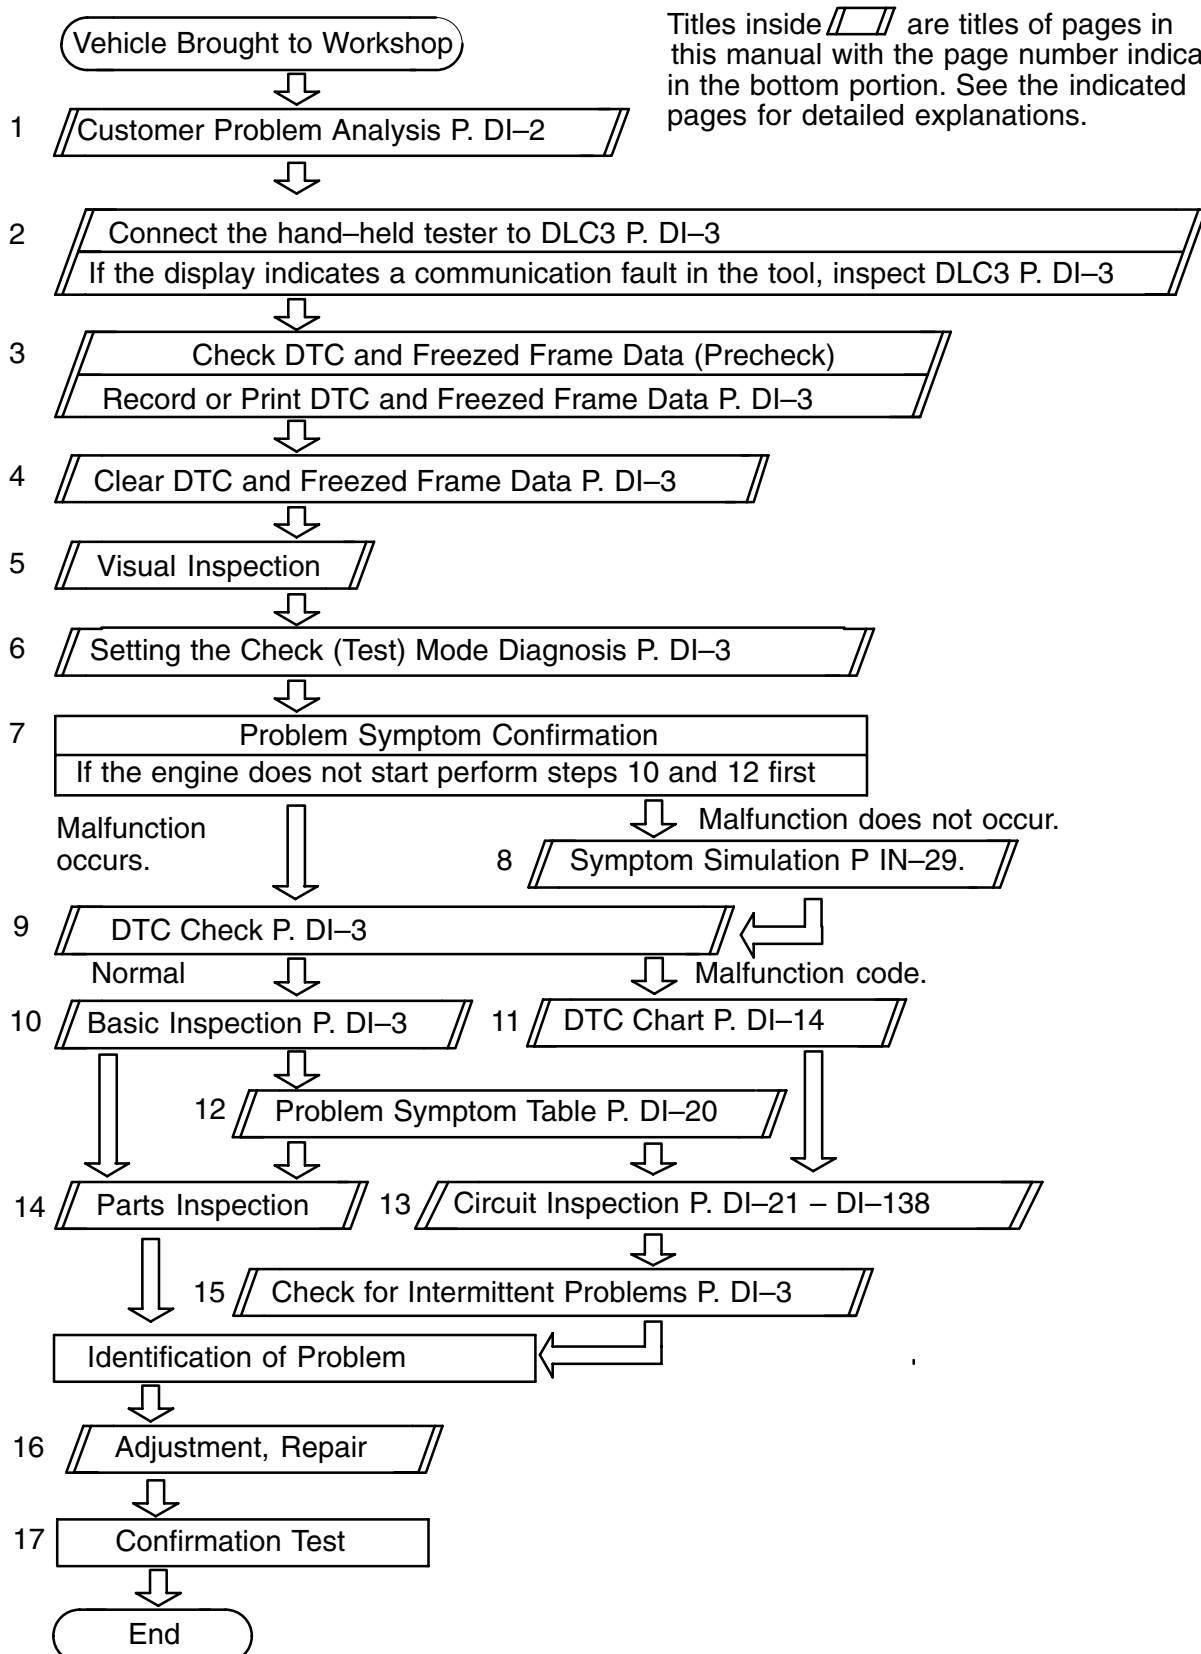 Vehicle Brought to Workshop
Titles inside are titles of pages in
this manual with the page number indica
in the bottom portion. See the indicated
pages for detailed explanations.
1 Customer Problem Analysis P. DI–2
2 Connect the hand–held tester to DLC3 P. DI–3
If the display indicates a communication fault in the tool, inspect DLC3 P. DI–3
3 Check DTC and Freezed Frame Data (Precheck)
Record or Print DTC and Freezed Frame Data P. DI–3
4 Clear DTC and Freezed Frame Data P. DI–3
5 Visual Inspection
6 Setting the Check (Test) Mode Diagnosis P. DI–3
7 Problem Symptom Confirmation
If the engine does not start perform steps 10 and 12 first
Malfunction
occurs.
Malfunction does not occur.
8 Symptom Simulation P IN–29.
9 DTC Check P. DI–3
Normal
Malfunction code.
10 Basic Inspection P. DI–3
11 DTC Chart P. DI–14
12 Problem Symptom Table P. DI–20
14 Parts Inspection
13 Circuit Inspection P. DI–21 – DI–138
15 Check for Intermittent Problems P. DI–3
Identification of Problem
16 Adjustment, Repair
17 Confirmation Test
End